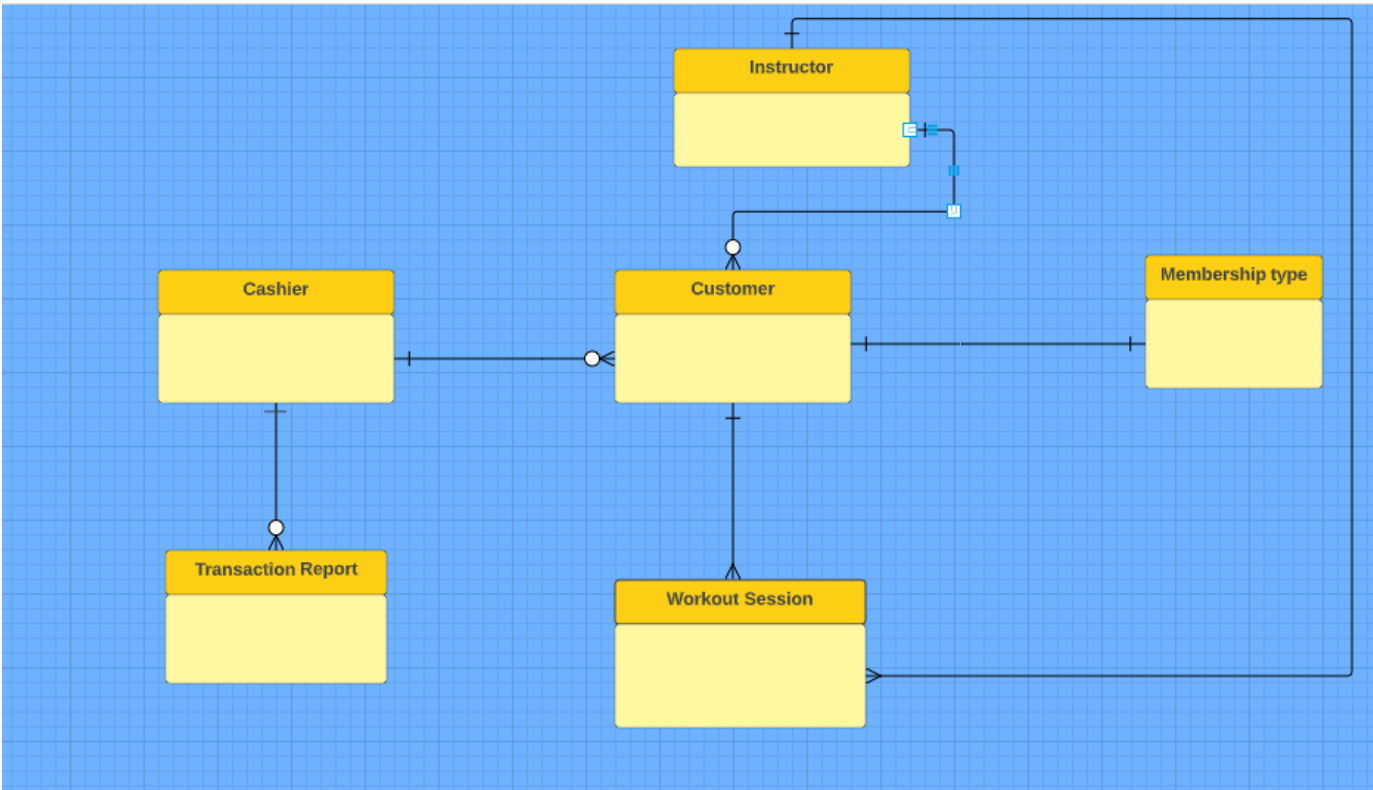 Instructor
Cashier
Customer
Membership type
Transaction Report
Workout Session